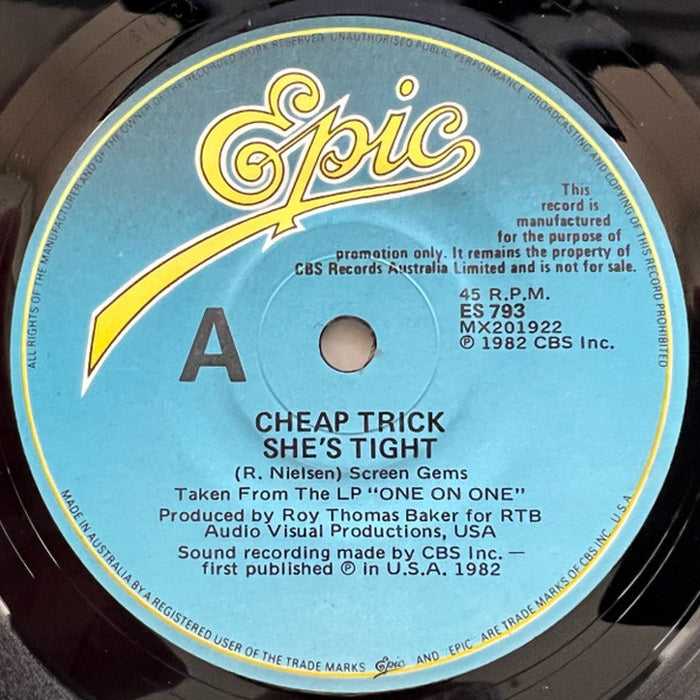 ALL RIGHTS OF THE MANUFACTURER AND OF THE OWNER OF THE RECORDED WORK RESERVED. UNAUTHORISED PUBLIC PERFORMANCE BROADCASTING AND COPYING OF THIS RECORD PROHIBITED
Epic
This
record is
manufactured
for the purpose of
promotion only. It remains the property of
CBS Records Australia Limited and is not for sale.
45 R.P.M.
ES 793
MX201922
℗ 1982 CBS Inc.
A
CHEAP TRICK
SHE'S TIGHT
(R. Nielsen) Screen Gems
Taken From The LP "ONE ON ONE"
Produced by Roy Thomas Baker for RTB
Audio Visual Productions, USA
Sound recording made by CBS Inc. —
first published ℗ in U.S.A. 1982
MADE IN AUSTRALIA BY A REGISTERED USER OF THE TRADE MARKS Epic AND "EPIC" ARE TRADE MARKS OF CBS INC. U.S.A.